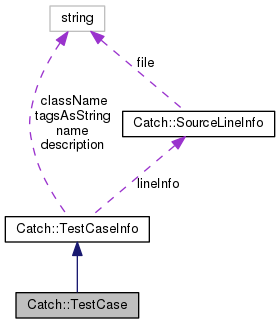 string
file
className
tagsAsString
name
description
Catch::SourceLineInfo
lineInfo
Catch::TestCaseInfo
Catch::TestCase